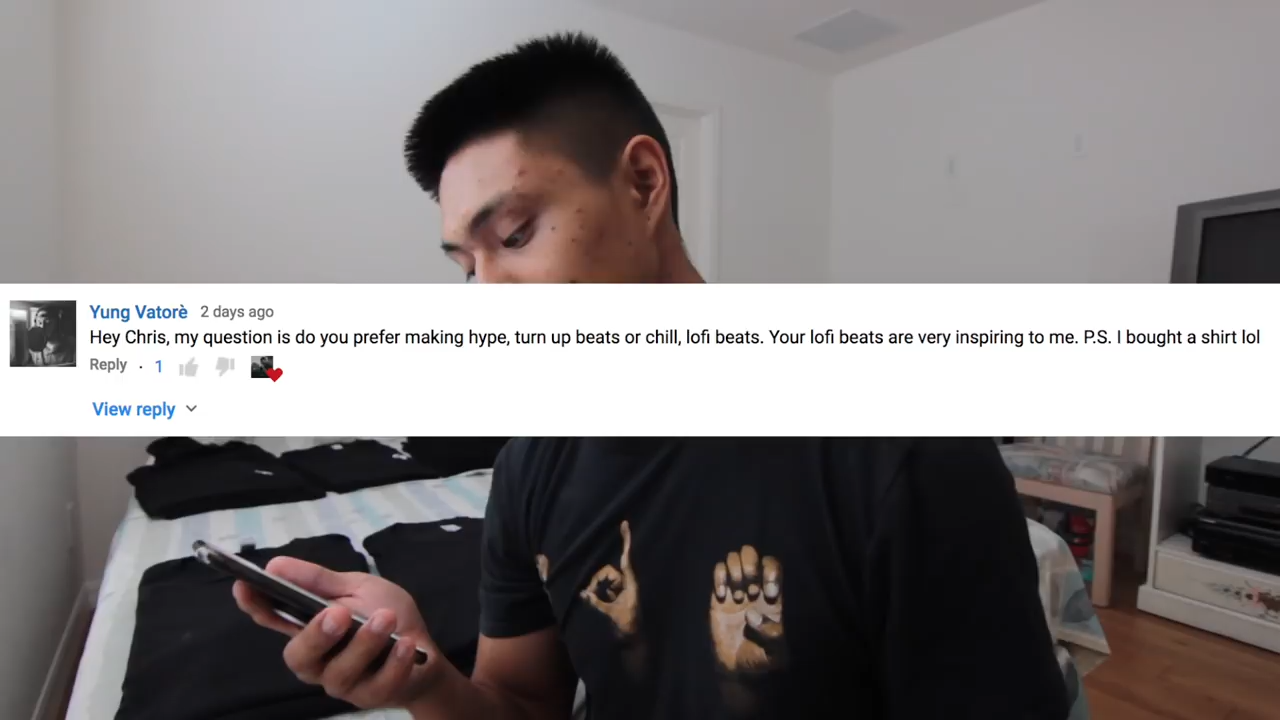 Yung Vatorè 2 days ago
Hey Chris, my question is do you prefer making hype, turn up beats or chill, lofi beats. Your lofi beats are very inspiring to me. P.S. I bought a shirt lol
Reply · 1
View reply